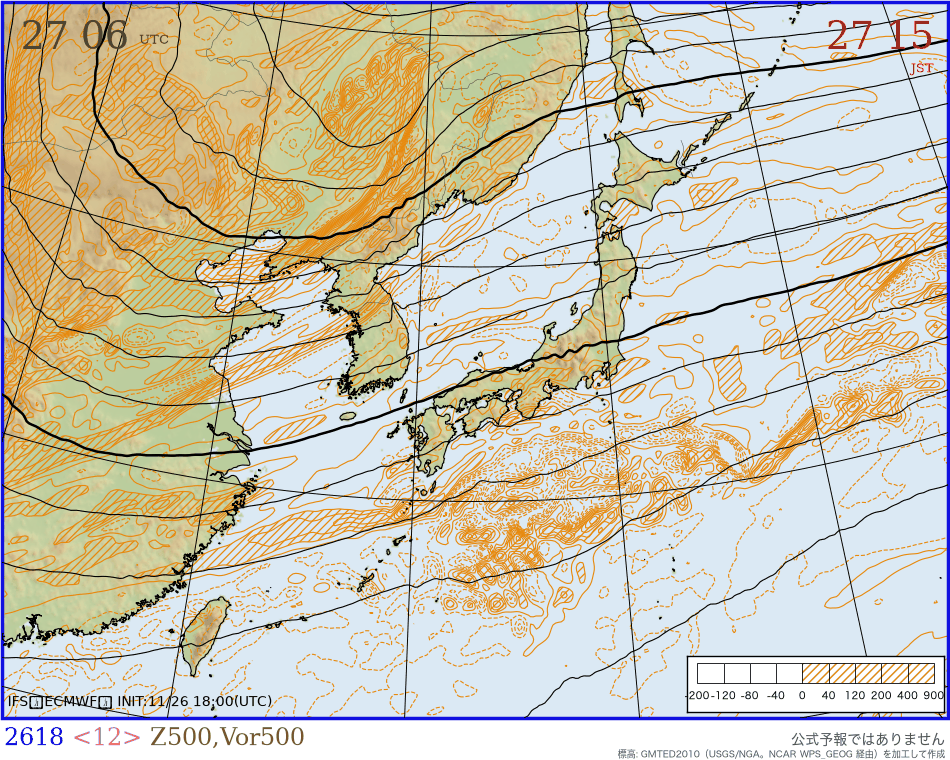 27 06 UTC
27 15
JST
-200 -120 -80 -40 0 40 120 200 400 900
IFS ECMWF INIT:11/26 18:00(UTC)
2618 <12> Z500,Vor500
公式予報ではありません
標高: GMTED2010（USGS/NGA。NCAR WPS_GEOG 経由）を加工して作成